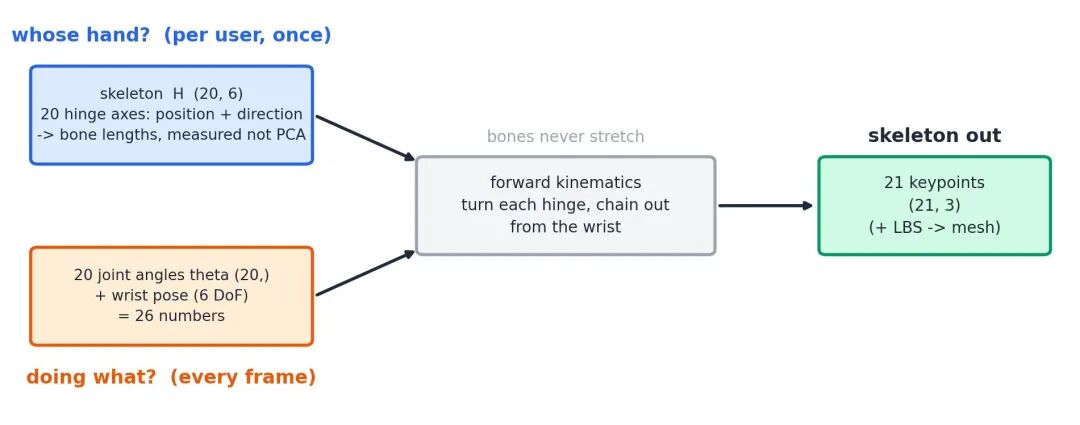 whose hand?  (per user, once)
skeleton  H  (20, 6)
20 hinge axes: position + direction
-> bone lengths, measured not PCA
20 joint angles theta (20,)
+ wrist pose (6 DoF)
= 26 numbers
doing what?  (every frame)
bones never stretch
forward kinematics
turn each hinge, chain out
from the wrist
skeleton out
21 keypoints
(21, 3)
(+ LBS -> mesh)